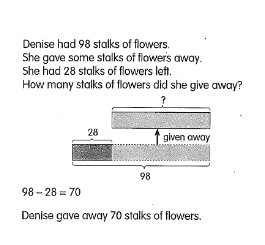 Denise had 98 stalks of flowers.
She gave some stalks of flowers away.
She had 28 stalks of flowers left.
How many stalks of flowers did she give away?
?
28
given away
98
98 – 28 = 70
Denise gave away 70 stalks of flowers.